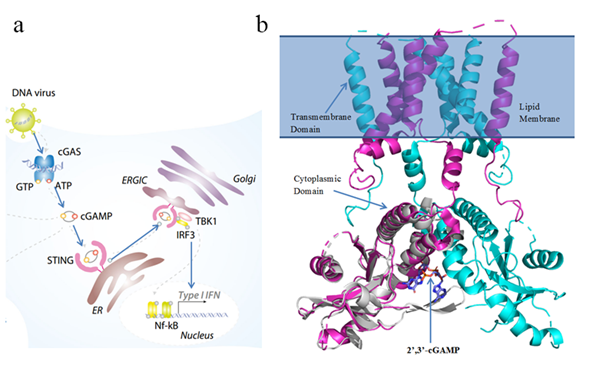 a
DNA virus
cGAS
GTP
ATP
cGAMP
STING
ER
ERGIC
Golgi
TBK1
IRF3
Type I IFN
Nf-kB
Nucleus
b
Transmembrane
Domain
Lipid
Membrane
Cytoplasmic
Domain
2',3'-cGAMP